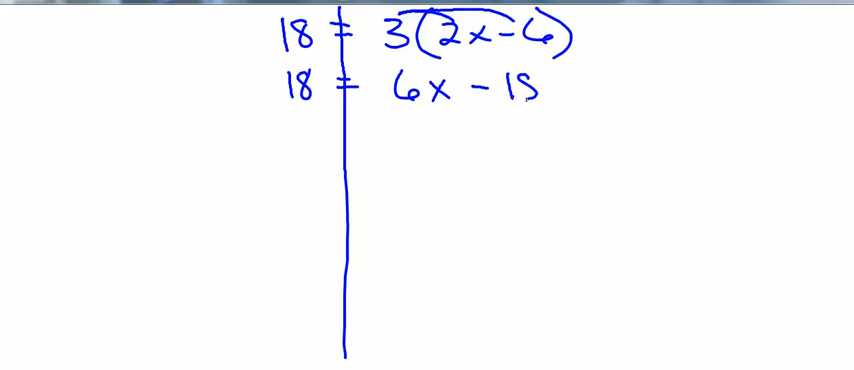 18 = 3(2x-6)
18 = 6x - 18